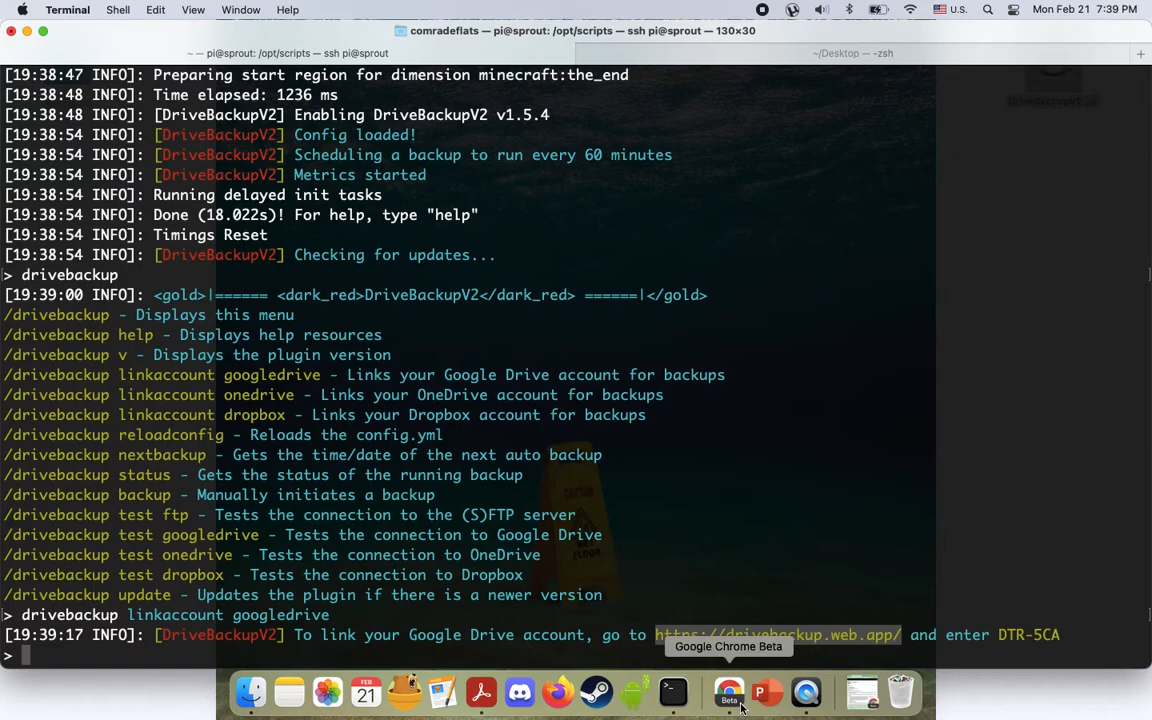 Terminal Shell Edit View Window Help U.S. Mon Feb 21 7:39 PM
comradeflats — pi@sprout: /opt/scripts — ssh pi@sprout — 130×30
~ — pi@sprout: /opt/scripts — ssh pi@sprout
~/Desktop — -zsh
[19:38:47 INFO]: Preparing start region for dimension minecraft:the_end
[19:38:48 INFO]: Time elapsed: 1236 ms
[19:38:48 INFO]: [DriveBackupV2] Enabling DriveBackupV2 v1.5.4
[19:38:54 INFO]: [DriveBackupV2] Config loaded!
[19:38:54 INFO]: [DriveBackupV2] Scheduling a backup to run every 60 minutes
[19:38:54 INFO]: [DriveBackupV2] Metrics started
[19:38:54 INFO]: Running delayed init tasks
[19:38:54 INFO]: Done (18.022s)! For help, type "help"
[19:38:54 INFO]: Timings Reset
[19:38:54 INFO]: [DriveBackupV2] Checking for updates...
> drivebackup
[19:39:00 INFO]: <gold>|====== <dark_red>DriveBackupV2</dark_red> ======|</gold>
/drivebackup - Displays this menu
/drivebackup help - Displays help resources
/drivebackup v - Displays the plugin version
/drivebackup linkaccount googledrive - Links your Google Drive account for backups
/drivebackup linkaccount onedrive - Links your OneDrive account for backups
/drivebackup linkaccount dropbox - Links your Dropbox account for backups
/drivebackup reloadconfig - Reloads the config.yml
/drivebackup nextbackup - Gets the time/date of the next auto backup
/drivebackup status - Gets the status of the running backup
/drivebackup backup - Manually initiates a backup
/drivebackup test ftp - Tests the connection to the (S)FTP server
/drivebackup test googledrive - Tests the connection to Google Drive
/drivebackup test onedrive - Tests the connection to OneDrive
/drivebackup test dropbox - Tests the connection to Dropbox
/drivebackup update - Updates the plugin if there is a newer version
> drivebackup linkaccount googledrive
[19:39:17 INFO]: [DriveBackupV2] To link your Google Drive account, go to https://drivebackup.web.app/ and enter DTR-5CA
>
Google Chrome Beta
FEB
21
Beta
CAUTION
FLOOR